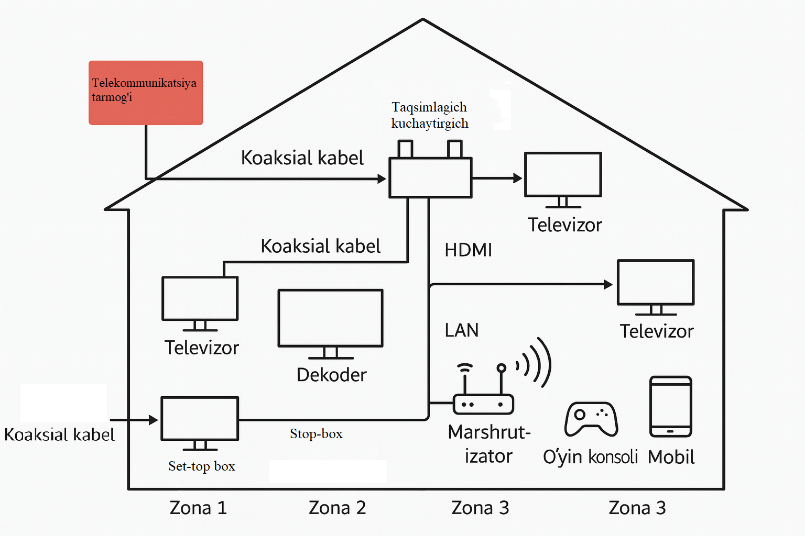 Telekommunikatsiya
tarmog'i
Taqsimlagich
kuchaytirgich
Koaksial kabel
Televizor
Koaksial kabel
HDMI
Televizor
Dekoder
LAN
Televizor
Koaksial kabel
Set-top box
Stop-box
Marshrut-
izator
O'yin konsoli
Mobil
Zona 1
Zona 2
Zona 3
Zona 3